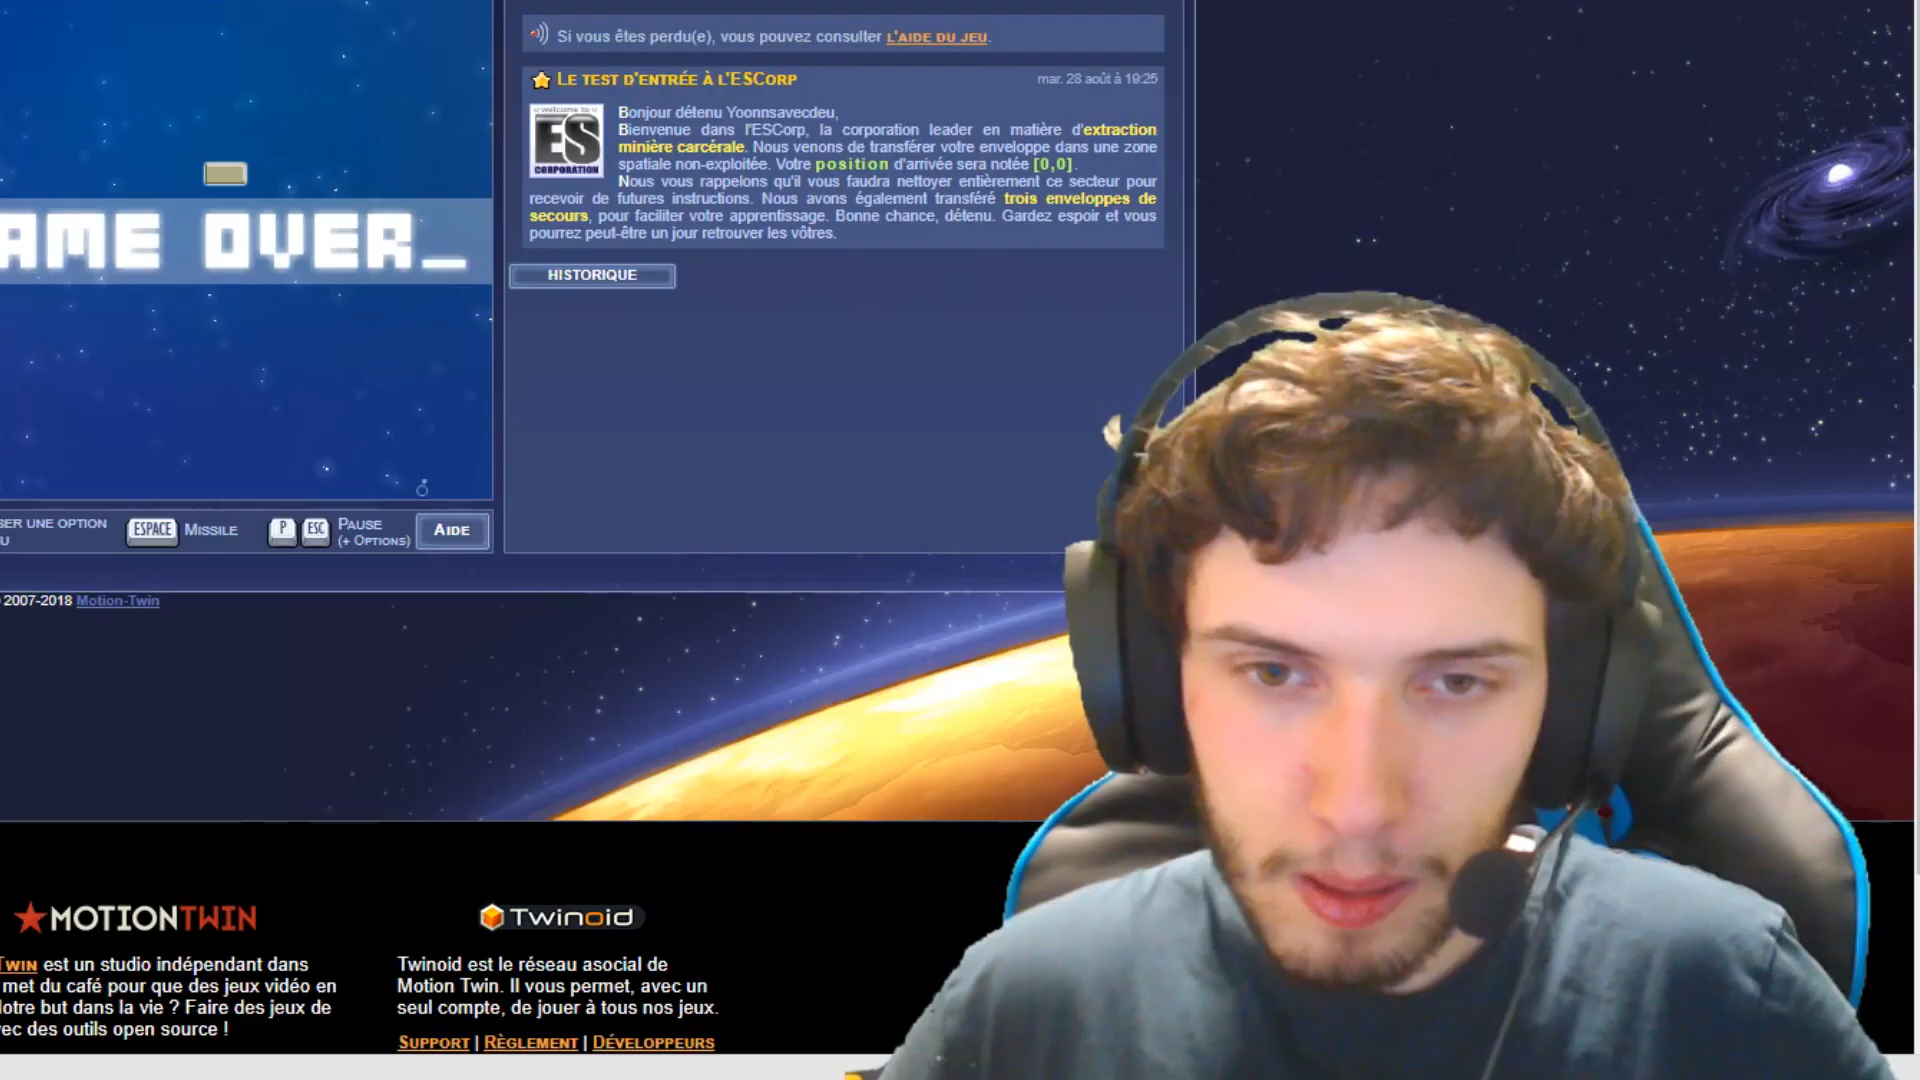 Si vous êtes perdu(e), vous pouvez consulter L'AIDE DU JEU.
LE TEST D'ENTRÉE À L'ESCORP
mar. 28 août à 19:25
welcome to
ES
CORPORATION
Bonjour détenu Yoonnsavecdeu,
Bienvenue dans l'ESCorp, la corporation leader en matière d'extraction
minière carcérale. Nous venons de transférer votre enveloppe dans une zone
spatiale non-exploitée. Votre position d'arrivée sera notée [0,0].
Nous vous rappelons qu'il vous faudra nettoyer entièrement ce secteur pour
recevoir de futures instructions. Nous avons également transféré trois enveloppes de
secours, pour faciliter votre apprentissage. Bonne chance, détenu. Gardez espoir et vous
pourrez peut-être un jour retrouver les vôtres.
AME OVER_
HISTORIQUE
SER UNE OPTION
U
ESPACE MISSILE
P ESC PAUSE
(+ OPTIONS)
AIDE
2007-2018 Motion-Twin
MOTIONTWIN
TWIN est un studio indépendant dans
met du café pour que des jeux vidéo en
otre but dans la vie ? Faire des jeux de
ec des outils open source !
Twinoid
Twinoid est le réseau asocial de
Motion Twin. Il vous permet, avec un
seul compte, de jouer à tous nos jeux.
SUPPORT | RÈGLEMENT | DÉVELOPPEURS